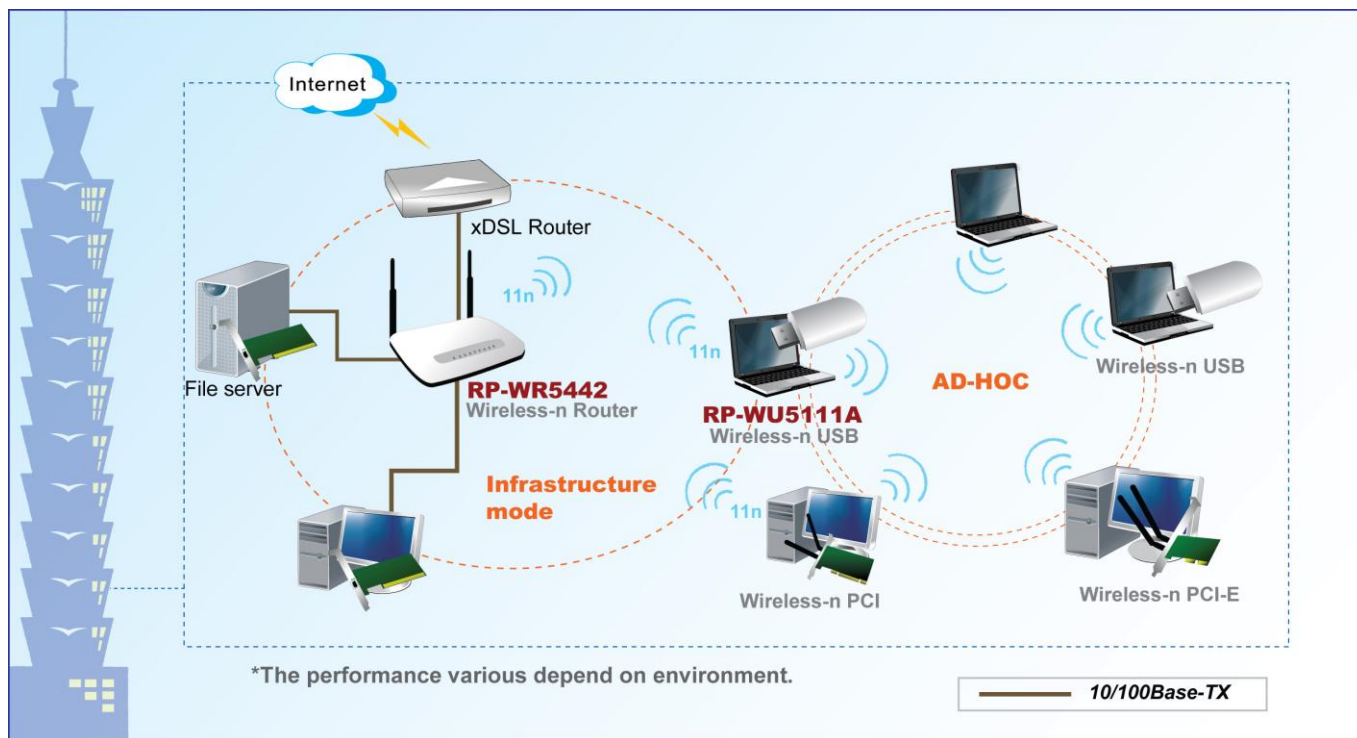 Internet
xDSL Router
11n
File server
RP-WR5442
Wireless-n Router
11n
RP-WU5111A
Wireless-n USB
AD-HOC
Wireless-n USB
Infrastructure
mode
11n
Wireless-n PCI
Wireless-n PCI-E
*The performance various depend on environment.
10/100Base-TX